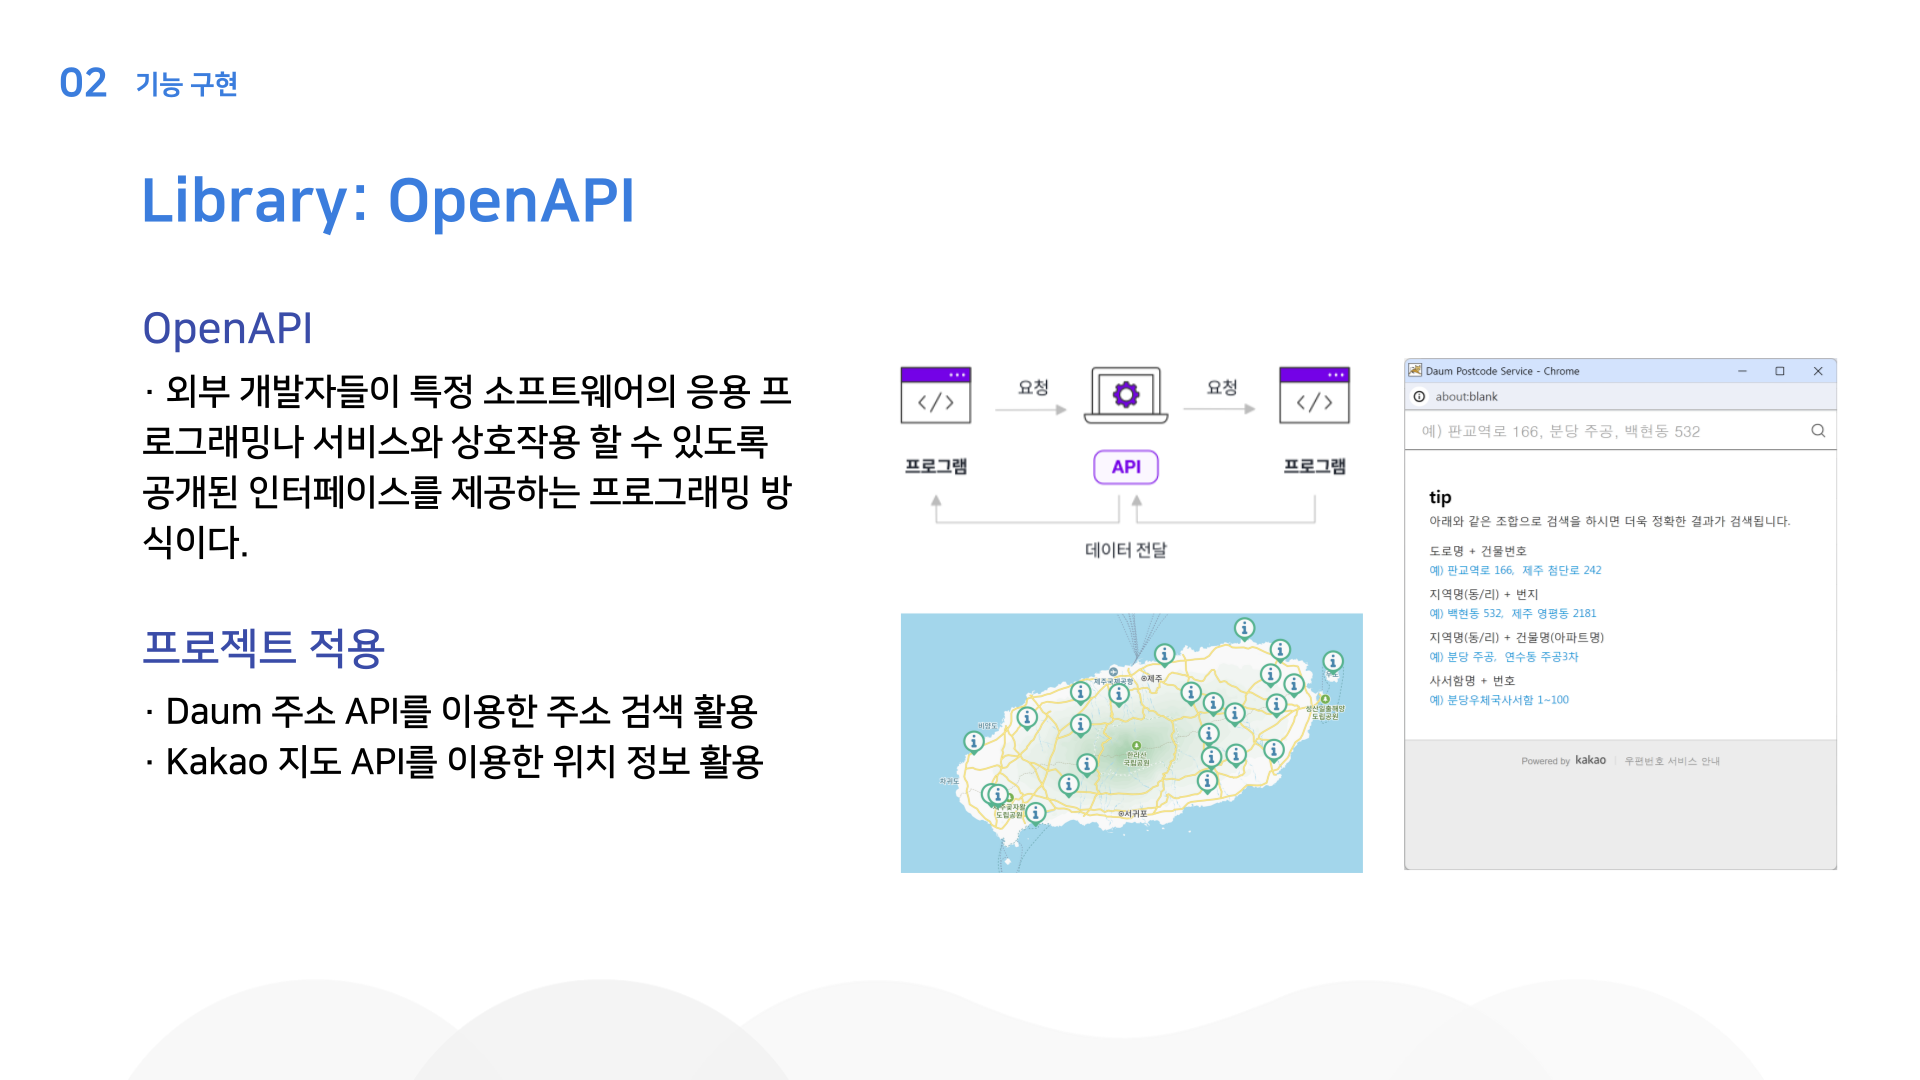 02 기능 구현
Library: OpenAPI
OpenAPI
· 외부 개발자들이 특정 소프트웨어의 응용 프
로그래밍나 서비스와 상호작용 할 수 있도록
공개된 인터페이스를 제공하는 프로그래밍 방
식이다.
프로젝트 적용
· Daum 주소 API를 이용한 주소 검색 활용
· Kakao 지도 API를 이용한 위치 정보 활용
요청 요청
프로그램 API 프로그램
데이터 전달
제주국제공항 제주
비양도
성산일출해양
도립공원
한라산
국립공원
차귀도
도립공원
서귀포
Daum Postcode Service - Chrome
about:blank
예) 판교역로 166, 분당 주공, 백현동 532
tip
아래와 같은 조합으로 검색을 하시면 더욱 정확한 결과가 검색됩니다.
도로명 + 건물번호
예) 판교역로 166, 제주 첨단로 242
지역명(동/리) + 번지
예) 백현동 532, 제주 영평동 2181
지역명(동/리) + 건물명(아파트명)
예) 분당 주공, 연수동 주공3차
사서함명 + 번호
예) 분당우체국사서함 1~100
Powered by kakao 우편번호 서비스 안내